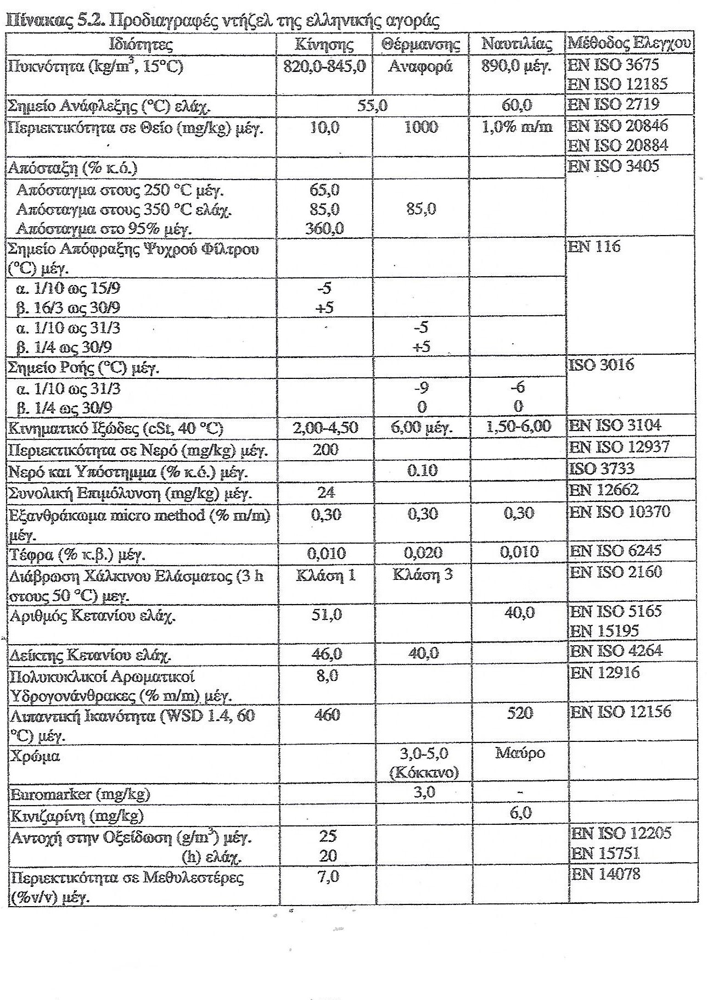 Πίνακας 5.2. Προδιαγραφές ντήζελ της ελληνικής αγοράς
Ιδιότητες Κίνησης Θέρμανσης Ναυτιλίας Μέθοδος Ελεγχου
Πυκνότητα (kg/m³, 15°C) 820,0-845,0 Αναφορά 890,0 μέγ. EN ISO 3675
EN ISO 12185
Σημείο Ανάφλεξης (°C) ελάχ. 55,0 60,0 EN ISO 2719
Περιεκτικότητα σε Θείο (mg/kg) μέγ. 10,0 1000 1,0% m/m EN ISO 20846
EN ISO 20884
Απόσταξη (% κ.ό.) EN ISO 3405
Απόσταγμα στους 250 °C μέγ. 65,0
Απόσταγμα στους 350 °C ελάχ. 85,0 85,0
Απόσταγμα στο 95% μέγ. 360,0
Σημείο Απόφραξης Ψυχρού Φίλτρου EN 116
(°C) μέγ.
α. 1/10 ως 15/9 -5
β. 16/3 ως 30/9 +5
α. 1/10 ως 31/3 -5
β. 1/4 ως 30/9 +5
Σημείο Ροής (°C) μέγ. ISO 3016
α. 1/10 ως 31/3 -9 -6
β. 1/4 ως 30/9 0 0
Κινηματικό Ιξώδες (cSt, 40 °C) 2,00-4,50 6,00 μέγ. 1,50-6,00 EN ISO 3104
Περιεκτικότητα σε Νερό (mg/kg) μέγ. 200 EN ISO 12937
Νερό και Υπόστημμα (% κ.ό.) μέγ. 0.10 ISO 3733
Συνολική Επιμόλυνση (mg/kg) μέγ. 24 EN 12662
Εξανθράκωμα micro method (% m/m) 0,30 0,30 0,30 EN ISO 10370
μέγ.
Τέφρα (% κ.β.) μέγ. 0,010 0,020 0,010 EN ISO 6245
Διάβρωση Χάλκινου Ελάσματος (3 h Κλάση 1 Κλάση 3 EN ISO 2160
στους 50 °C) μεγ.
Αριθμός Κετανίου ελάχ. 51,0 40,0 EN ISO 5165
EN 15195
Δείκτης Κετανίου ελάχ. 46,0 40,0 EN ISO 4264
Πολυκυκλικοί Αρωματικοί 8,0 EN 12916
Υδρογονάνθρακες (% m/m) μέγ.
Λιπαντική Ικανότητα (WSD 1.4, 60 460 520 EN ISO 12156
°C) μέγ.
Χρώμα 3,0-5,0 Μαύρο
(Κόκκινο)
Euromarker (mg/kg) 3,0 -
Κινιζαρίνη (mg/kg) 6,0
Αντοχή στην Οξείδωση (g/m³) μέγ. 25 EN ISO 12205
(h) ελάχ. 20 EN 15751
Περιεκτικότητα σε Μεθυλεστέρες 7,0 EN 14078
(%v/v) μέγ.